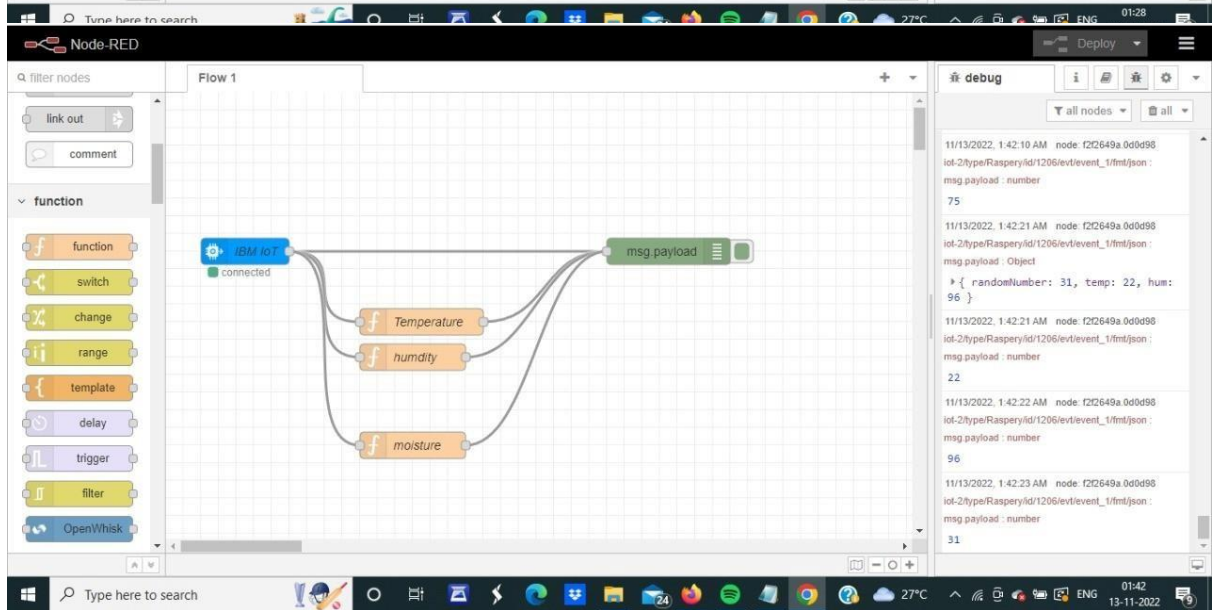 Type here to search
27°C
ENG
01:28
Node-RED
Deploy
filter nodes
Flow 1
debug
i
all nodes
all
link out
comment
function
function
switch
change
range
template
delay
trigger
filter
OpenWhisk
IBM IoT
connected
Temperature
humdity
moisture
msg.payload
11/13/2022, 1:42:10 AM node: f2f2649a.0d0d98
iot-2/type/Raspery/id/1206/evt/event_1/fmt/json :
msg.payload : number
75
11/13/2022, 1:42:21 AM node: f2f2649a.0d0d98
iot-2/type/Raspery/id/1206/evt/event_1/fmt/json :
msg.payload : Object
{ randomNumber: 31, temp: 22, hum:
96 }
11/13/2022, 1:42:21 AM node: f2f2649a.0d0d98
iot-2/type/Raspery/id/1206/evt/event_1/fmt/json :
msg.payload : number
22
11/13/2022, 1:42:22 AM node: f2f2649a.0d0d98
iot-2/type/Raspery/id/1206/evt/event_1/fmt/json :
msg.payload : number
96
11/13/2022, 1:42:23 AM node: f2f2649a.0d0d98
iot-2/type/Raspery/id/1206/evt/event_1/fmt/json :
msg.payload : number
31
Type here to search
24
27°C
ENG
01:42
13-11-2022